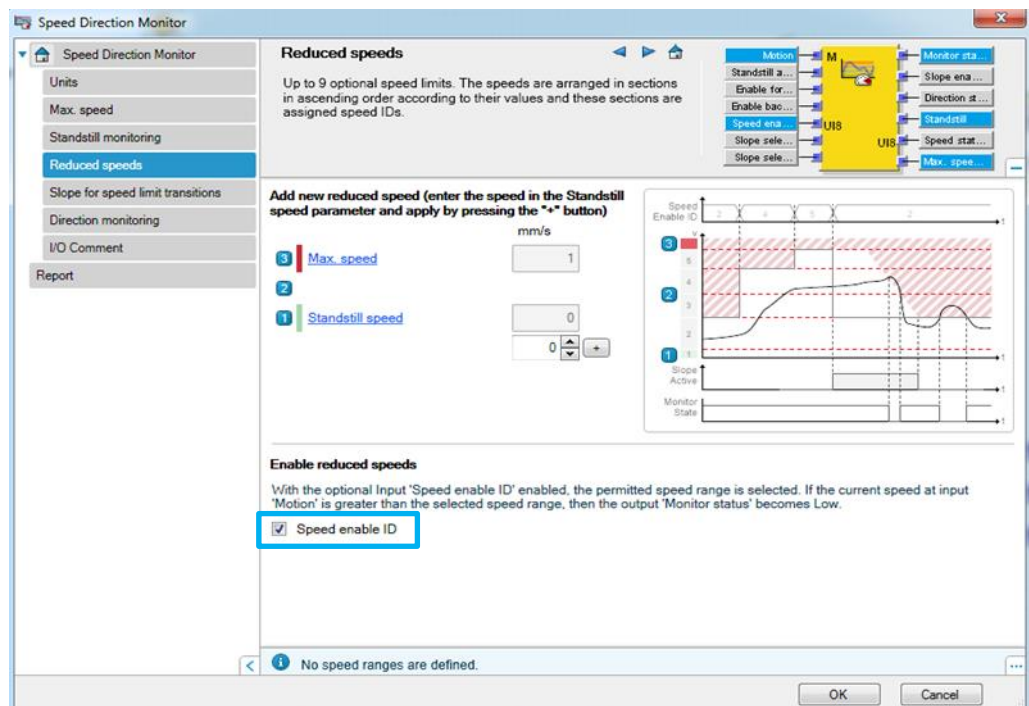 Speed Direction Monitor
Speed Direction Monitor
Units
Max. speed
Standstill monitoring
Reduced speeds
Slope for speed limit transitions
Direction monitoring
I/O Comment
Report
Reduced speeds
Up to 9 optional speed limits. The speeds are arranged in sections
in ascending order according to their values and these sections are
assigned speed IDs.
Motion
Standstill a...
Enable for...
Enable bac...
Speed ena...
Slope sele...
Slope sele...
M
UI8
UI8
Monitor sta...
Slope ena...
Direction st...
Standstill
Speed stat...
Max. spee...
Add new reduced speed (enter the speed in the Standstill
speed parameter and apply by pressing the "+" button)
mm/s
3 Max. speed 1
2
1 Standstill speed 0
0 +
Speed
Enable ID
2 4 5 2
t
v
3
5
4
2
3
2
1 1
t
Slope
Active
t
Monitor
State
t
Enable reduced speeds
With the optional Input 'Speed enable ID' enabled, the permitted speed range is selected. If the current speed at input
'Motion' is greater than the selected speed range, then the output 'Monitor status' becomes Low.
Speed enable ID
No speed ranges are defined.
...
OK Cancel